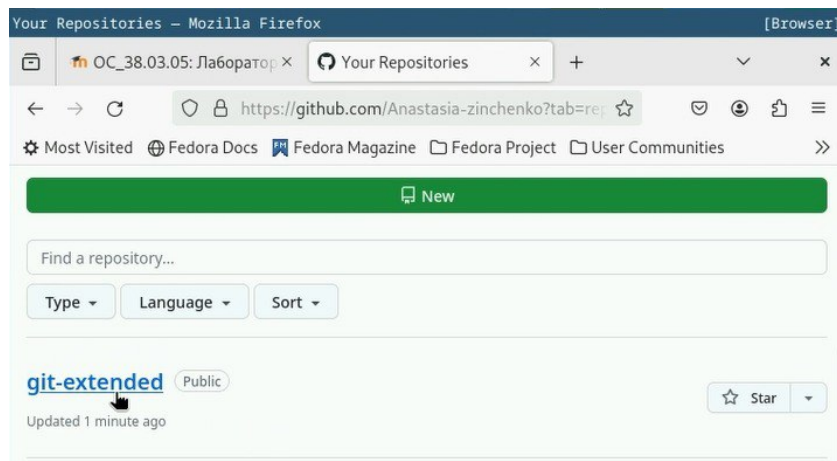 Your Repositories — Mozilla Firefox [Browser]
ОС_38.03.05: Лаборатор Your Repositories
https://github.com/Anastasia-zinchenko?tab=rep
Most Visited Fedora Docs Fedora Magazine Fedora Project User Communities
New
Find a repository...
Type Language Sort
git-extended Public
Star
Updated 1 minute ago